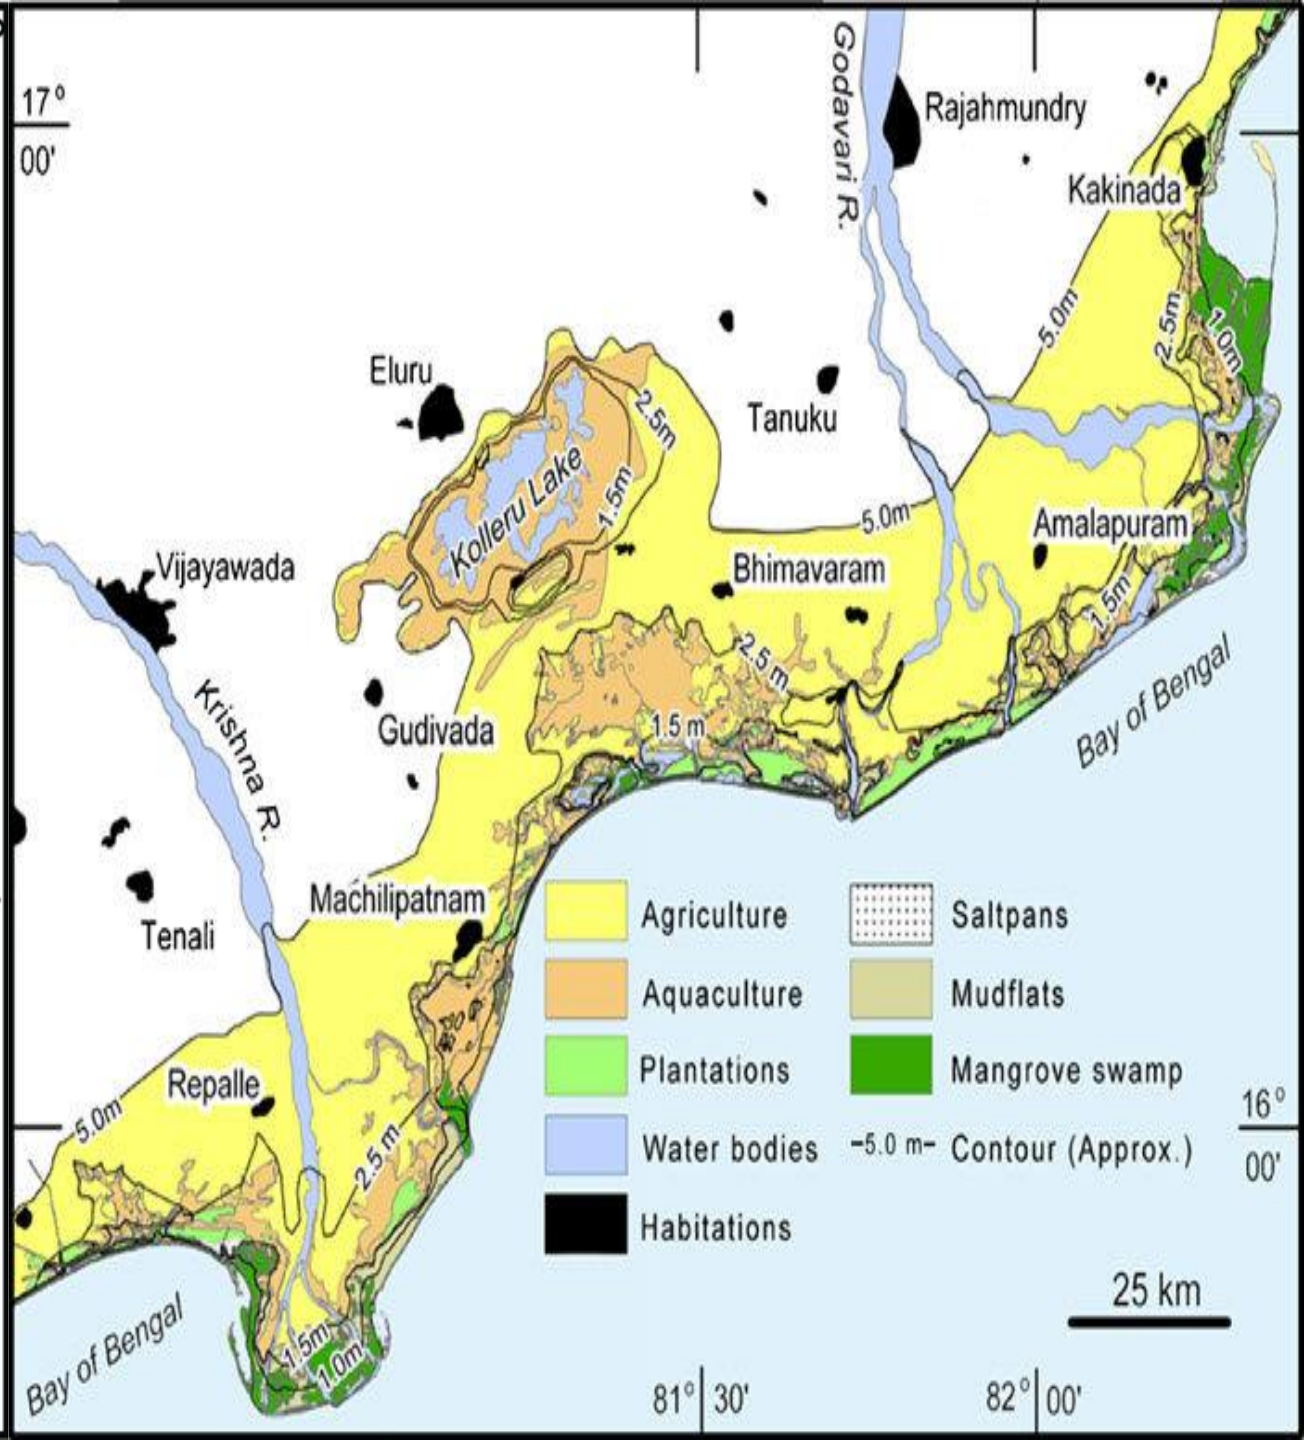 17°
00'
Godavari R.
Rajahmundry
Kakinada
5.0m
2.5m
1.0m
Eluru
2.5m
Tanuku
Kolleru Lake
1.5m
5.0m
Amalapuram
Vijayawada
Bhimavaram
1.5m
2.5 m
Bay of Bengal
Krishna R.
Gudivada
1.5 m
Machilipatnam
Tenali
Agriculture
Saltpans
Aquaculture
Mudflats
Plantations
Mangrove swamp
Repalle
5.0m
2.5 m
16°
00'
Water bodies
-5.0 m- Contour (Approx.)
Habitations
25 km
Bay of Bengal
1.5m
1.0m
81° 30'
82° 00'